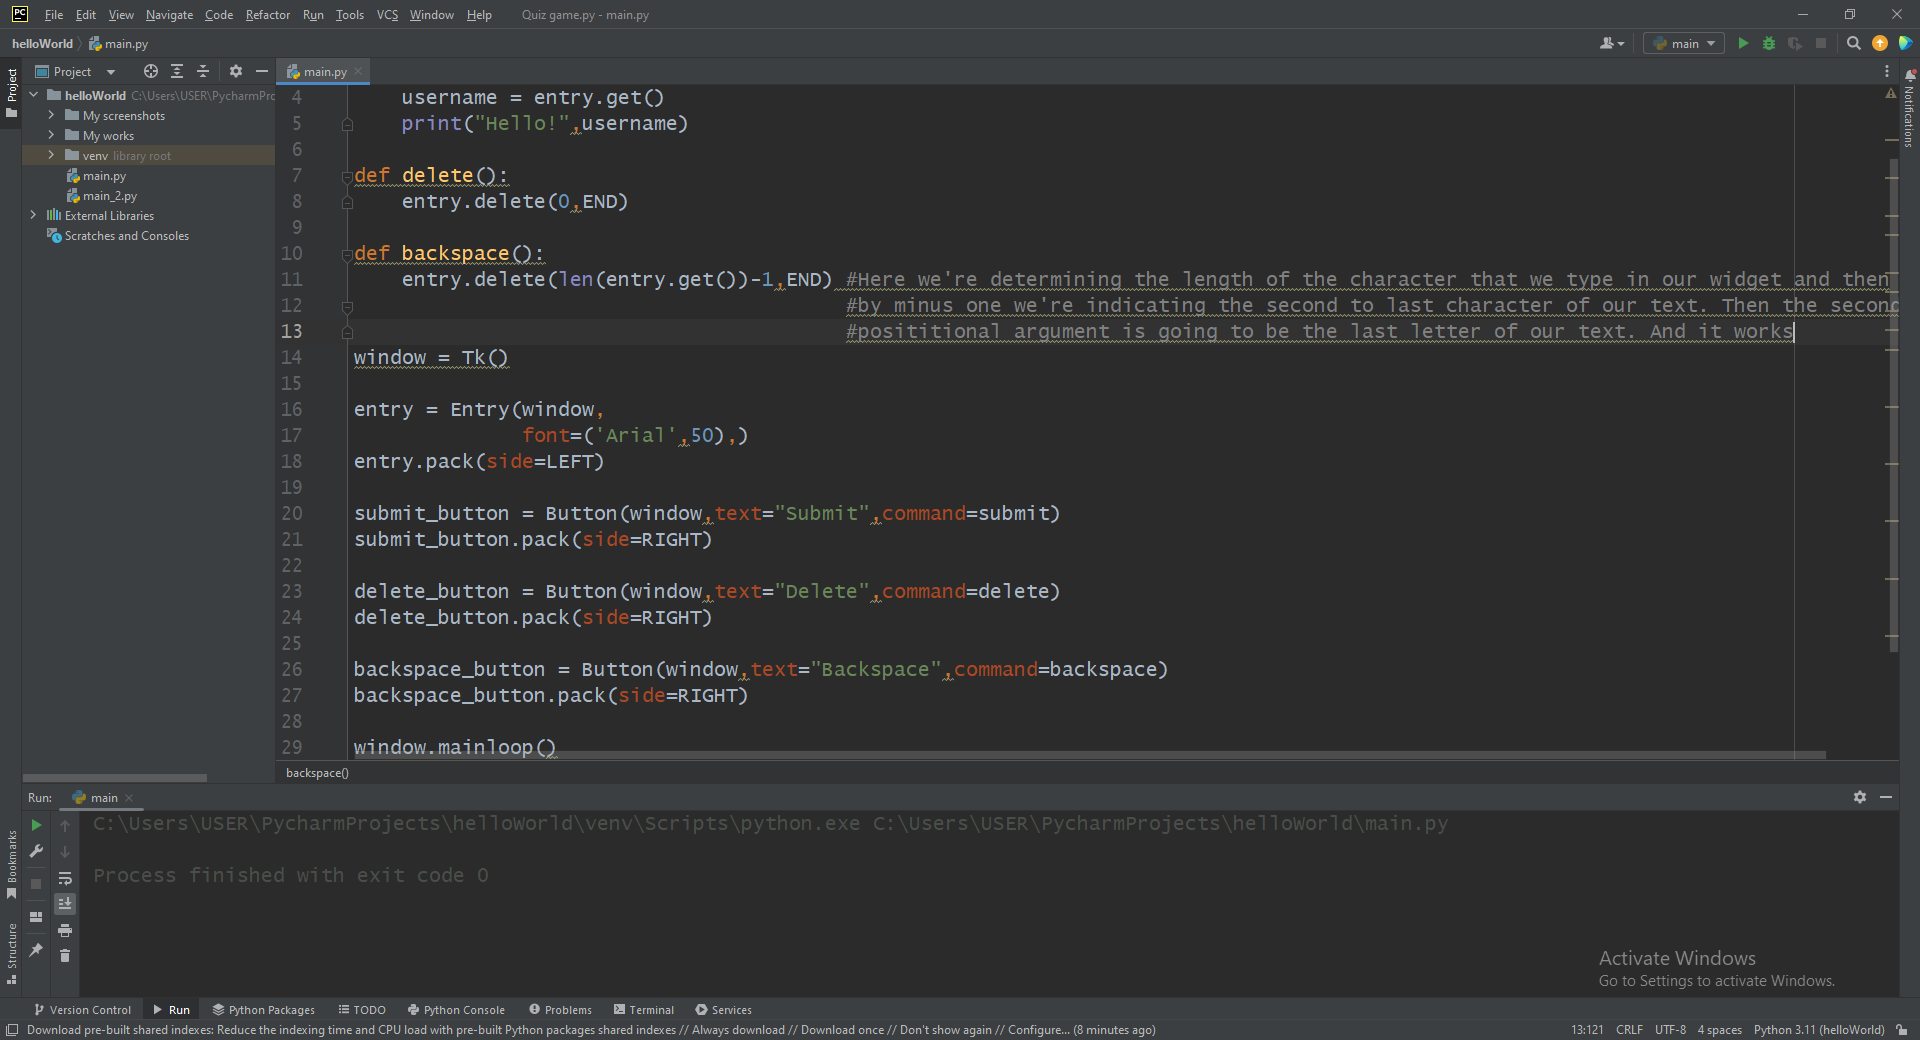 File Edit View Navigate Code Refactor Run Tools VCS Window Help Quiz game.py - main.py
helloWorld main.py
main
Project
main.py
Project
helloWorld C:\Users\USER\PycharmPro
My screenshots
My works
venv library root
main.py
main_2.py
External Libraries
Scratches and Consoles
Notifications
4 username = entry.get()
5 print("Hello!",username)
6
7 def delete():
8 entry.delete(0,END)
9
10 def backspace():
11 entry.delete(len(entry.get())-1,END) #Here we're determining the length of the character that we type in our widget and then
12 #by minus one we're indicating the second to last character of our text. Then the second
13 #posititional argument is going to be the last letter of our text. And it works
14 window = Tk()
15
16 entry = Entry(window,
17 font=('Arial',50),)
18 entry.pack(side=LEFT)
19
20 submit_button = Button(window,text="Submit",command=submit)
21 submit_button.pack(side=RIGHT)
22
23 delete_button = Button(window,text="Delete",command=delete)
24 delete_button.pack(side=RIGHT)
25
26 backspace_button = Button(window,text="Backspace",command=backspace)
27 backspace_button.pack(side=RIGHT)
28
29 window.mainloop()
backspace()
Run: main
C:\Users\USER\PycharmProjects\helloWorld\venv\Scripts\python.exe C:\Users\USER\PycharmProjects\helloWorld\main.py
Process finished with exit code 0
Bookmarks
Structure
Activate Windows
Go to Settings to activate Windows.
Version Control Run Python Packages TODO Python Console Problems Terminal Services
Download pre-built shared indexes: Reduce the indexing time and CPU load with pre-built Python packages shared indexes // Always download // Download once // Don't show again // Configure... (8 minutes ago) 13:121 CRLF UTF-8 4 spaces Python 3.11 (helloWorld)